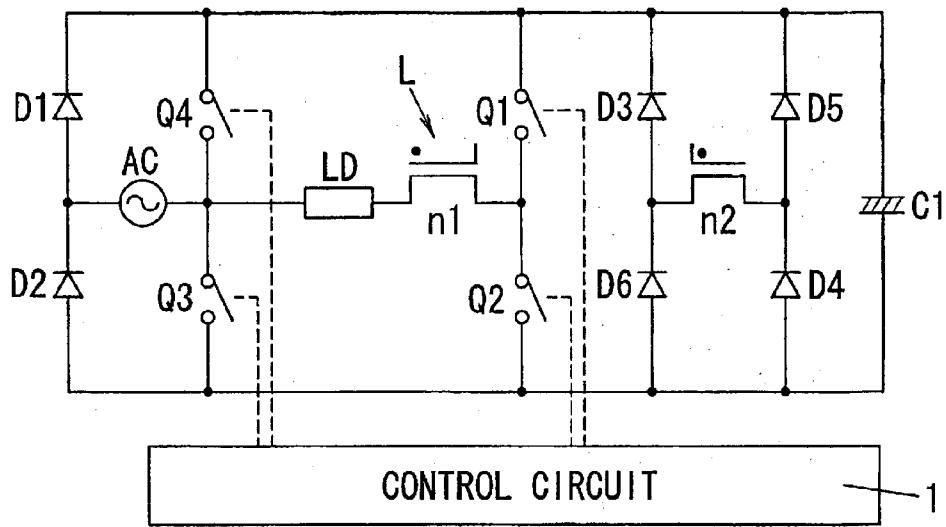 L
D1
Q4
Q1
D3
D5
AC
LD
n1
n2
C1
D2
Q3
Q2
D6
D4
CONTROL CIRCUIT
1